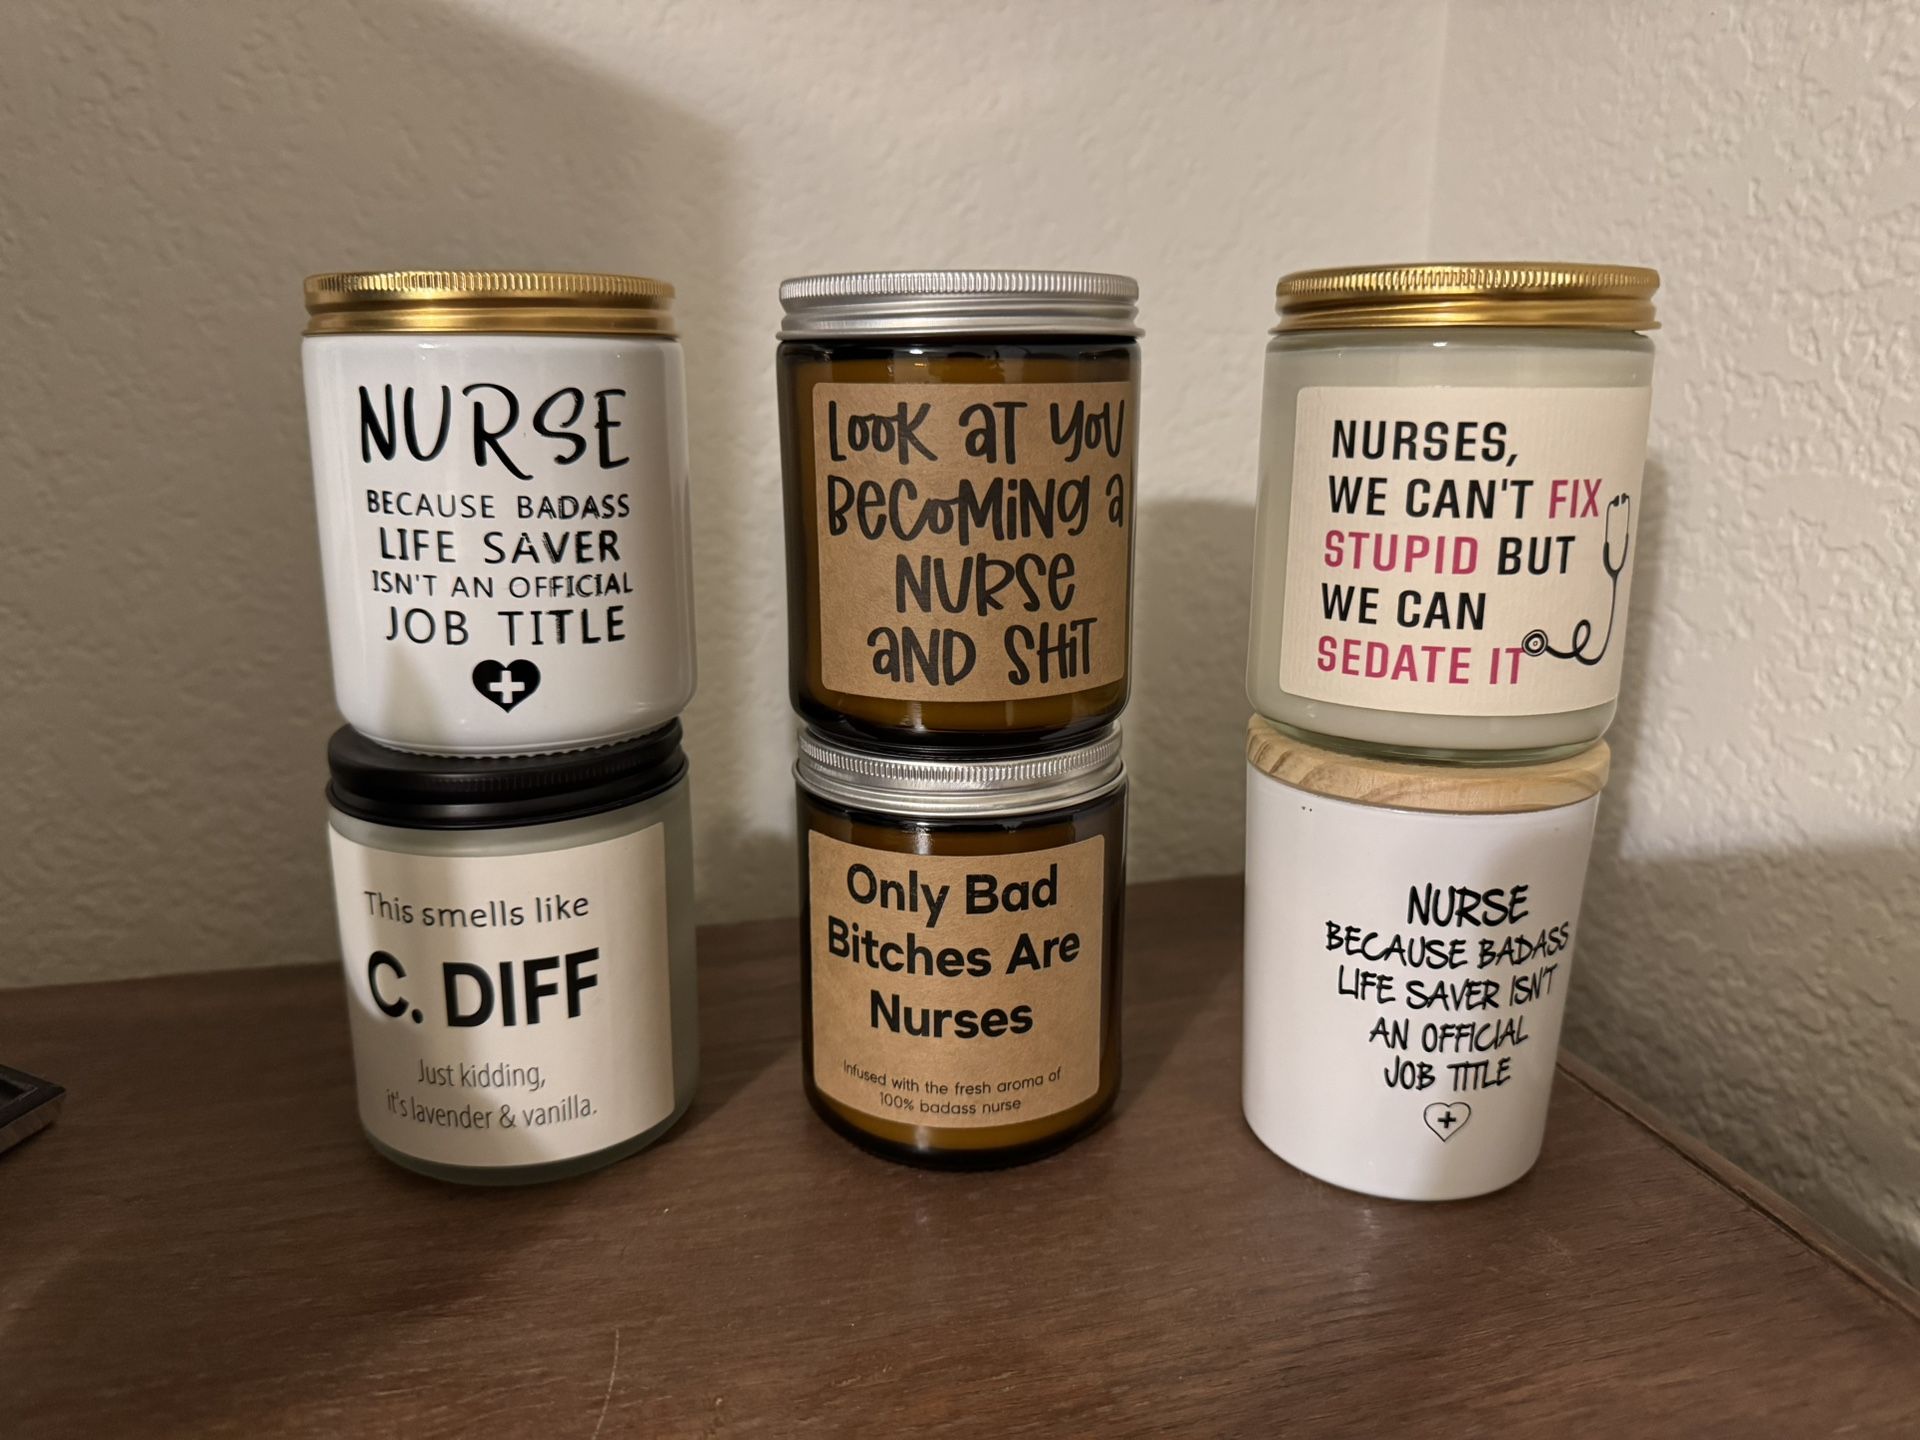 NURSE
BECAUSE BADASS
LIFE SAVER
ISN'T AN OFFICIAL
JOB TITLE
Look at you
Becoming a
Nurse
and shit
NURSES,
WE CAN'T FIX
STUPID BUT
WE CAN
SEDATE IT
This smells like
C. DIFF
Just kidding,
it's lavender & vanilla.
Only Bad
Bitches Are
Nurses
Infused with the fresh aroma of
100% badass nurse
NURSE
BECAUSE BADASS
LIFE SAVER ISN'T
AN OFFICIAL
JOB TITLE